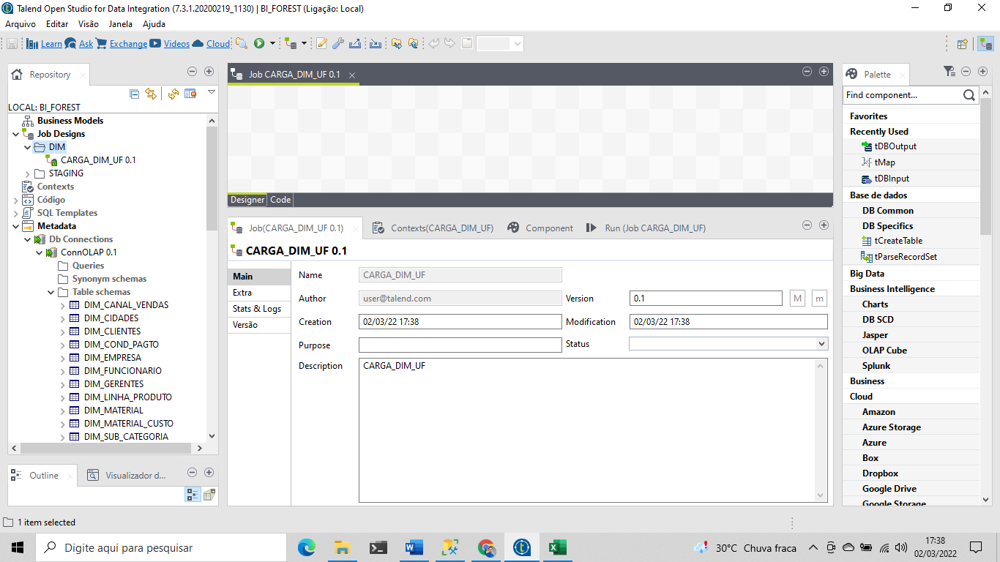 Talend Open Studio for Data Integration (7.3.1.20200219_1130) | BI_FOREST (Ligação: Local)
Arquivo Editar Visão Janela Ajuda
Learn Ask Exchange Videos Cloud
Repository
LOCAL: BI_FOREST
Business Models
Job Designs
DIM
CARGA_DIM_UF 0.1
STAGING
Contexts
Código
SQL Templates
Metadata
Db Connections
ConnOLAP 0.1
Queries
Synonym schemas
Table schemas
DIM_CANAL_VENDAS
DIM_CIDADES
DIM_CLIENTES
DIM_COND_PAGTO
DIM_EMPRESA
DIM_FUNCIONARIO
DIM_GERENTES
DIM_LINHA_PRODUTO
DIM_MATERIAL
DIM_MATERIAL_CUSTO
DIM_SUB_CATEGORIA
Outline Visualizador d...
Job CARGA_DIM_UF 0.1
Designer Code
Job(CARGA_DIM_UF 0.1) Contexts(CARGA_DIM_UF) Component Run (Job CARGA_DIM_UF)
CARGA_DIM_UF 0.1
Main
Extra
Stats & Logs
Versão
Name CARGA_DIM_UF
Author user@talend.com Version 0.1 M m
Creation 02/03/22 17:38 Modification 02/03/22 17:38
Purpose Status
Description CARGA_DIM_UF
Palette
Find component...
Favorites
Recently Used
tDBOutput
tMap
tDBInput
Base de dados
DB Common
DB Specifics
tCreateTable
tParseRecordSet
Big Data
Business Intelligence
Charts
DB SCD
Jasper
OLAP Cube
Splunk
Business
Cloud
Amazon
Azure Storage
Azure
Box
Dropbox
Google Drive
Google Storage
1 item selected
Digite aqui para pesquisar
30°C Chuva fraca
17:38
02/03/2022